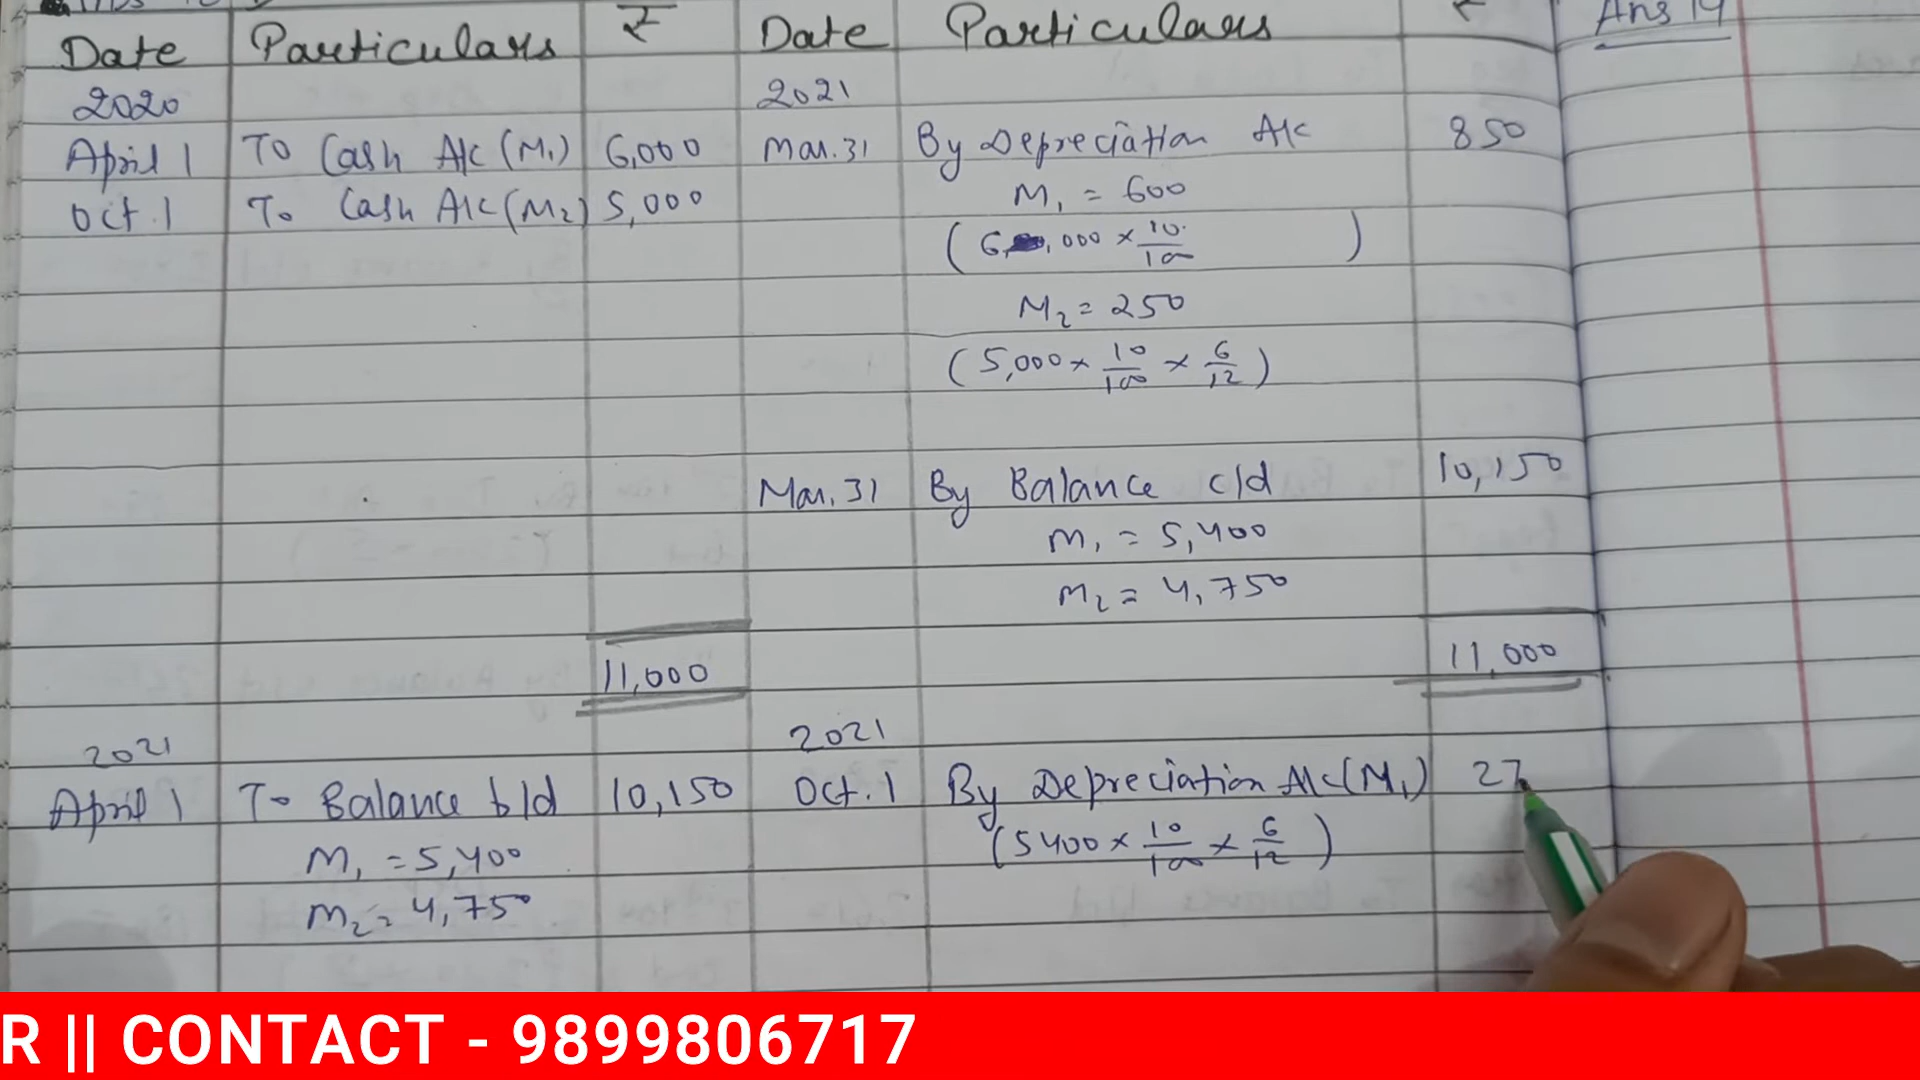 Ans 14
Date Particulars ₹ Date Particulars ₹
2020 2021
April 1 To Cash A/c (M1) 6,000 Mar. 31 By Depreciation A/c 850
Oct. 1 To Cash A/c (M2) 5,000 M1 = 600
(6,000 × 10/100)
M2 = 250
(5,000 × 10/100 × 6/12)
Mar. 31 By Balance c/d 10,150
M1 = 5,400
M2 = 4,750
11,000 11,000
2021 2021
April 1 To Balance b/d 10,150 Oct. 1 By Depreciation A/c (M1) 27
M1 = 5,400 (5400 × 10/100 × 6/12)
M2 = 4,750
R || CONTACT - 9899806717